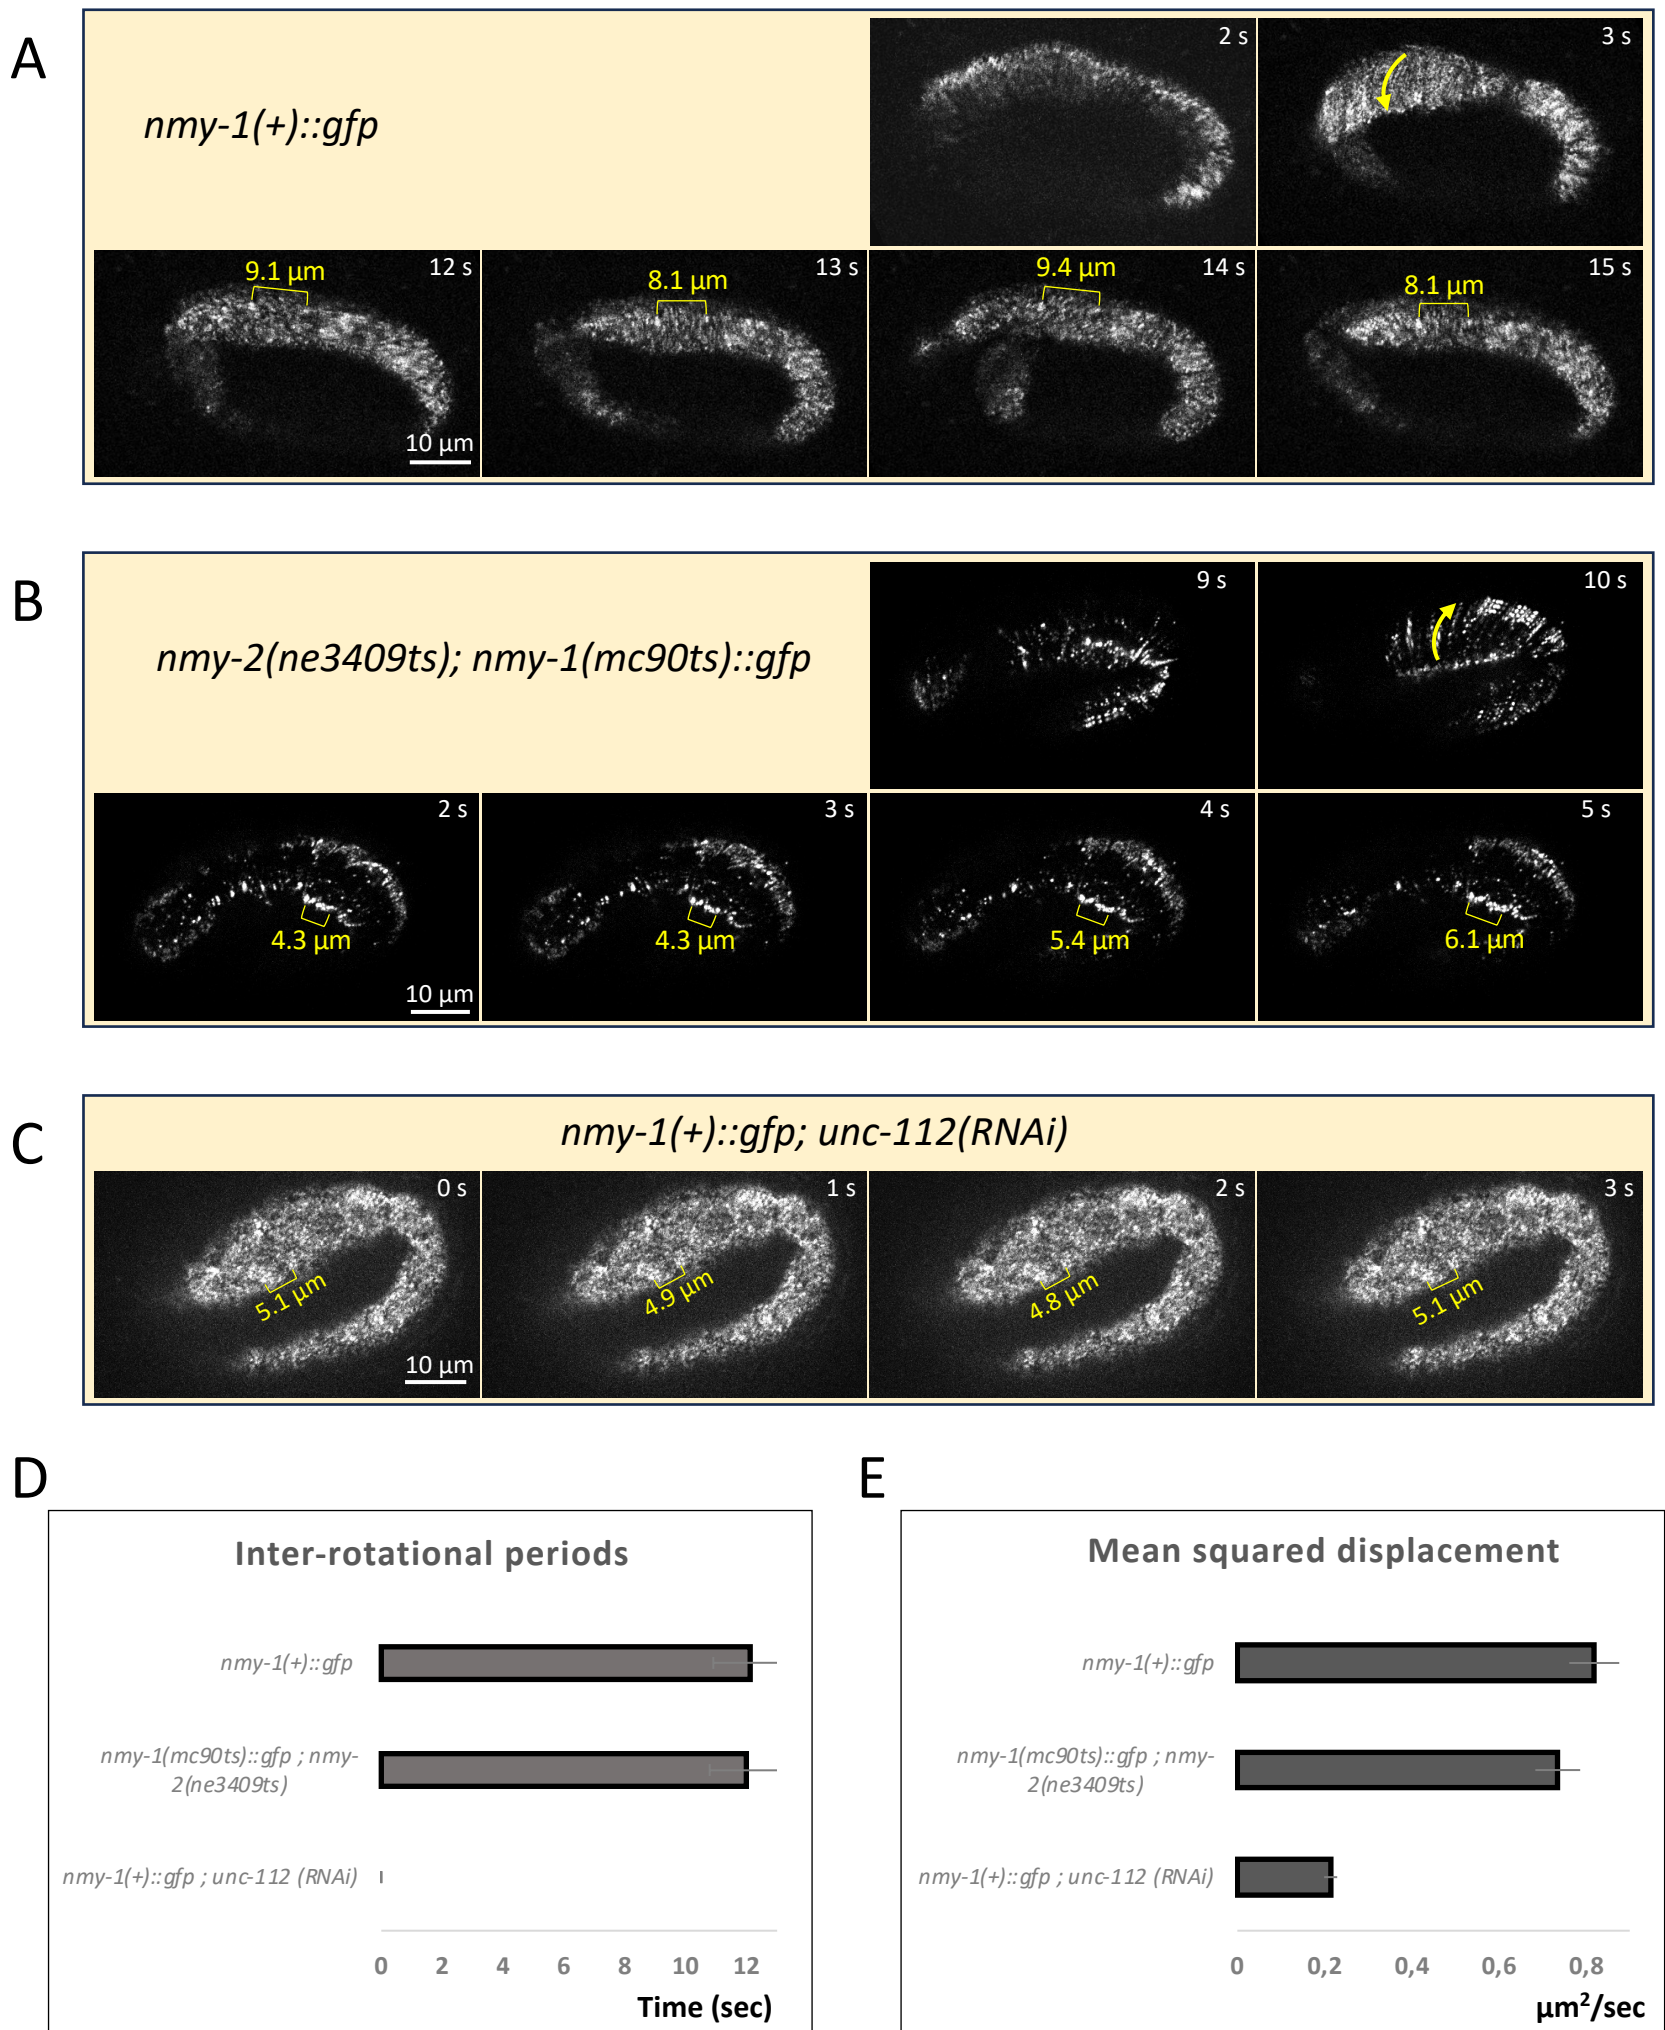 A
nmy-1(+)::gfp
2 s
3 s
12 s
9.1 µm
10 µm
13 s
8.1 µm
14 s
9.4 µm
15 s
8.1 µm
B
nmy-2(ne3409ts); nmy-1(mc90ts)::gfp
9 s
10 s
2 s
4.3 µm
10 µm
3 s
4.3 µm
4 s
5.4 µm
5 s
6.1 µm
C
nmy-1(+)::gfp; unc-112(RNAi)
0 s
5.1 µm
10 µm
1 s
4.9 µm
2 s
4.8 µm
3 s
5.1 µm
D
Inter-rotational periods
nmy-1(+)::gfp
nmy-1(mc90ts)::gfp ; nmy-
2(ne3409ts)
nmy-1(+)::gfp ; unc-112 (RNAi)
0 2 4 6 8 10 12
Time (sec)
E
Mean squared displacement
nmy-1(+)::gfp
nmy-1(mc90ts)::gfp ; nmy-
2(ne3409ts)
nmy-1(+)::gfp ; unc-112 (RNAi)
0 0,2 0,4 0,6 0,8
µm²/sec